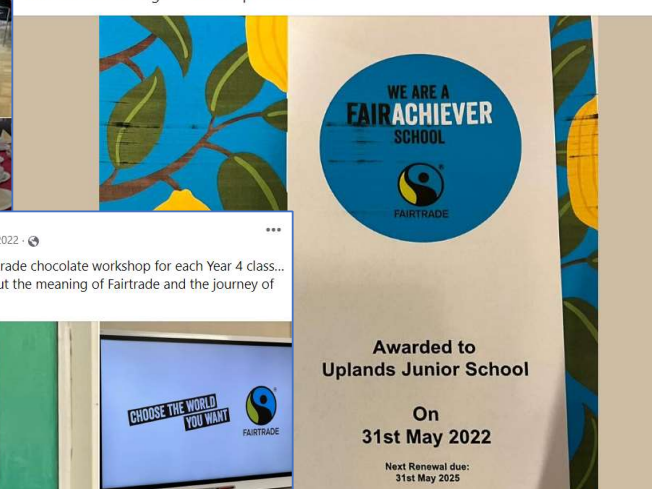 WE ARE A
FAIRACHIEVER
SCHOOL
FAIRTRADE
Awarded to
Uplands Junior School
On
31st May 2022
Next Renewal due:
31st May 2025
2022
rade chocolate workshop for each Year 4 class...
ut the meaning of Fairtrade and the journey of
CHOOSE THE WORLD
YOU WANT
FAIRTRADE